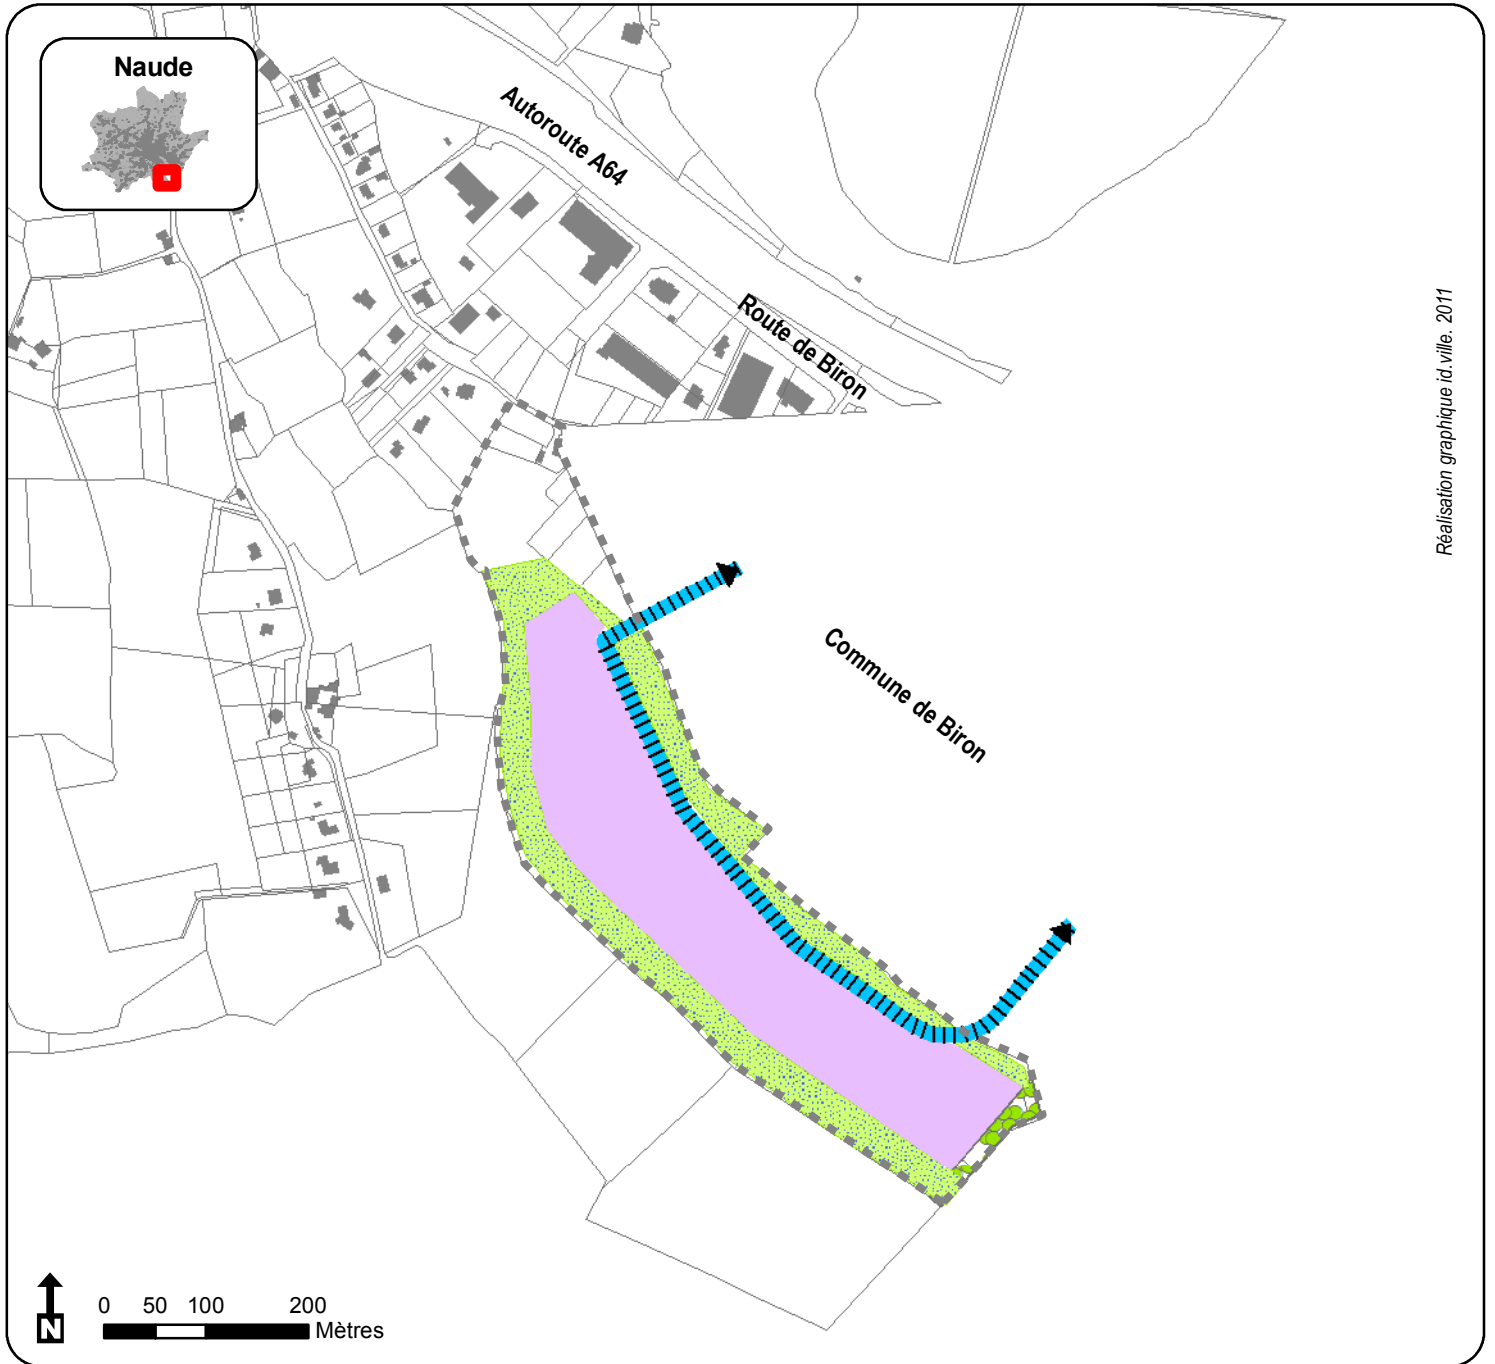 Naude
Autoroute A64
Route de Biron
Réalisation graphique id.ville. 2011
Commune de Biron
N
0 50 100 200
Mètres